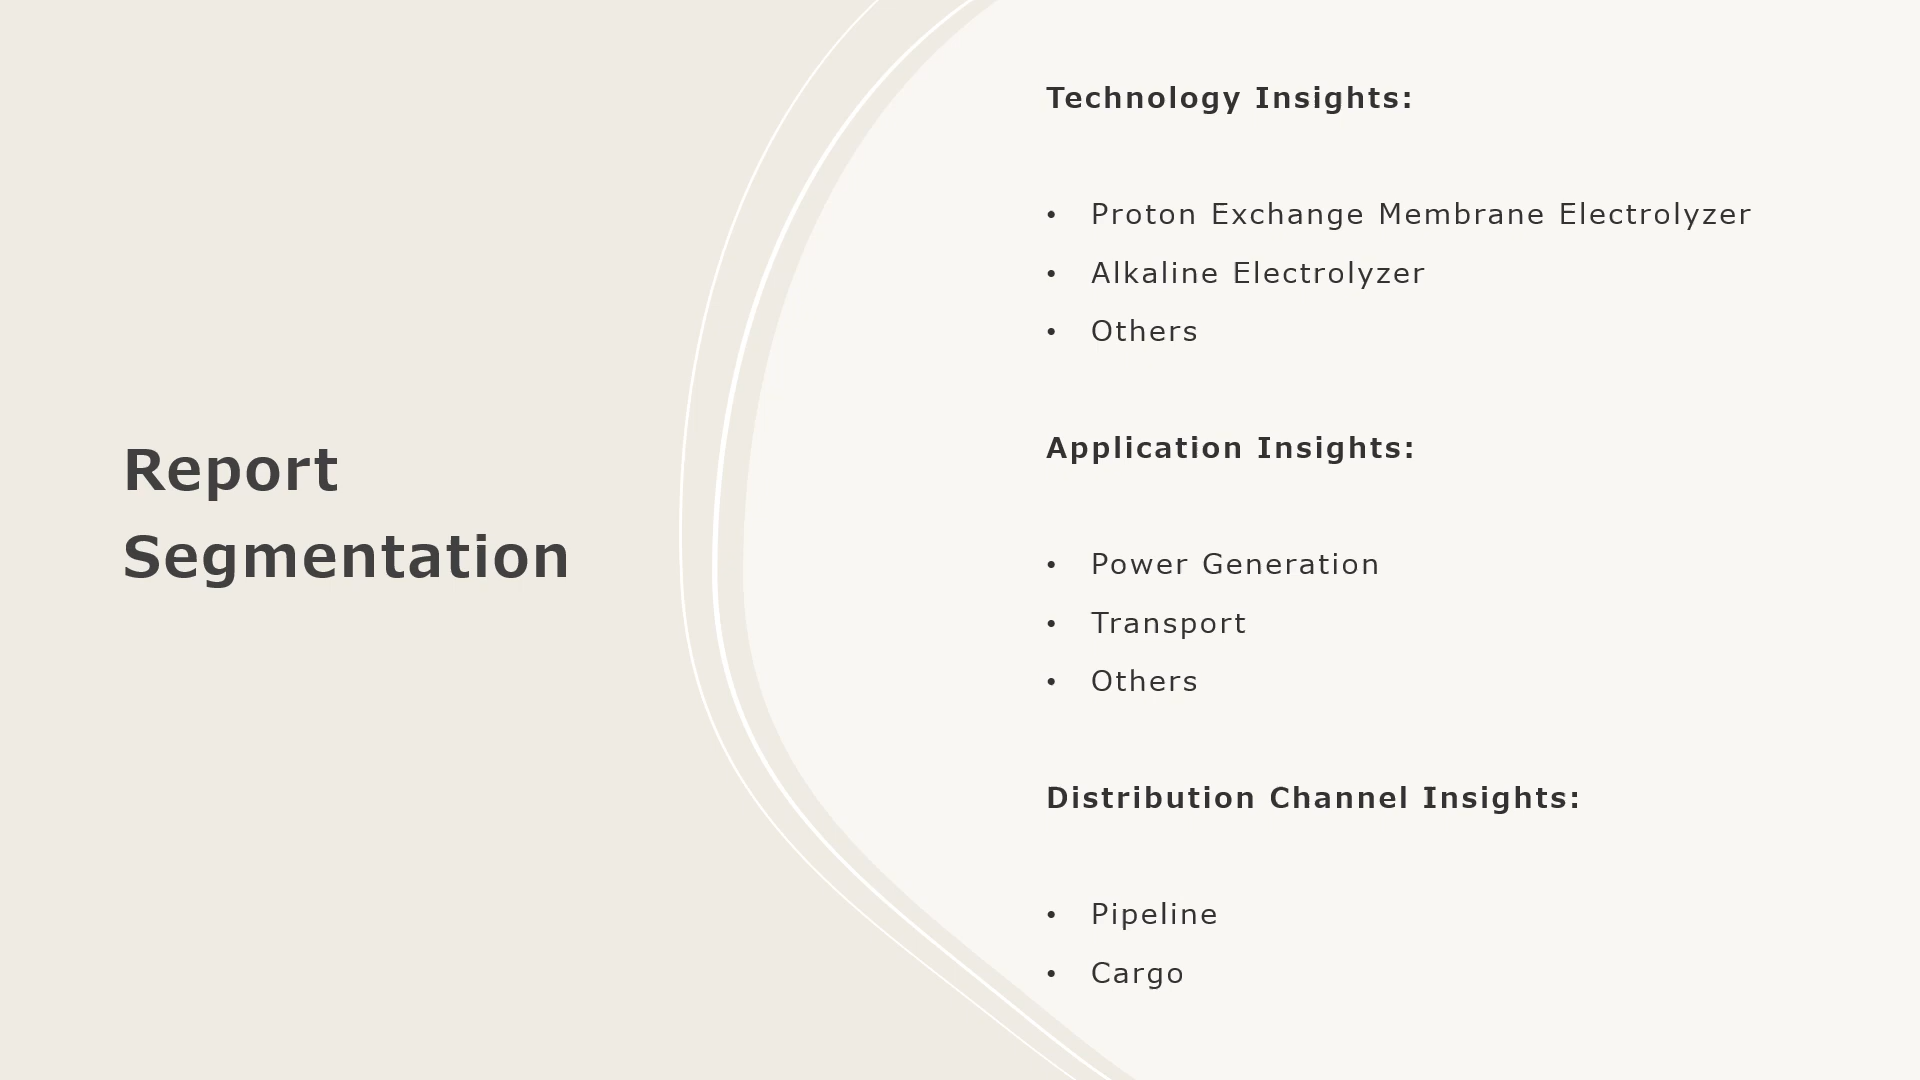 Report
Segmentation
Technology Insights:
• Proton Exchange Membrane Electrolyzer
• Alkaline Electrolyzer
• Others
Application Insights:
• Power Generation
• Transport
• Others
Distribution Channel Insights:
• Pipeline
• Cargo